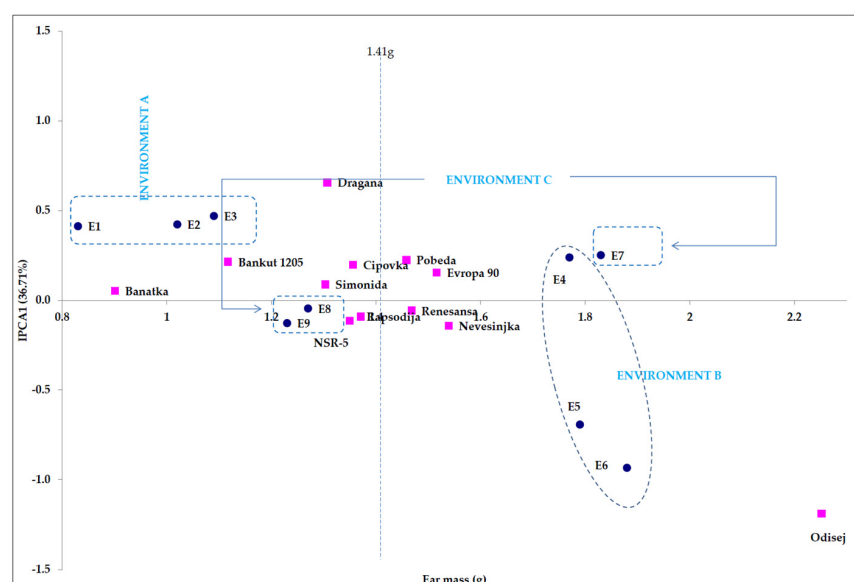 1.5
1.41g
1.0
ENVIRONMENT A
Dragana
ENVIRONMENT C
0.5
E1
E2
E3
E7
Bankut 1205
Cipovka
Pobeda
Evropa 90
E4
Simonida
Banatka
0.0
0.8
1
1.2
E8
E9
Rapsodija
Renesansa
Nevesinjka
1.6
1.8
2
2.2
NSR-5
IPCA1 (36.71%)
ENVIRONMENT B
-0.5
E5
E6
-1.0
Odisej
-1.5
Ear mass (g)